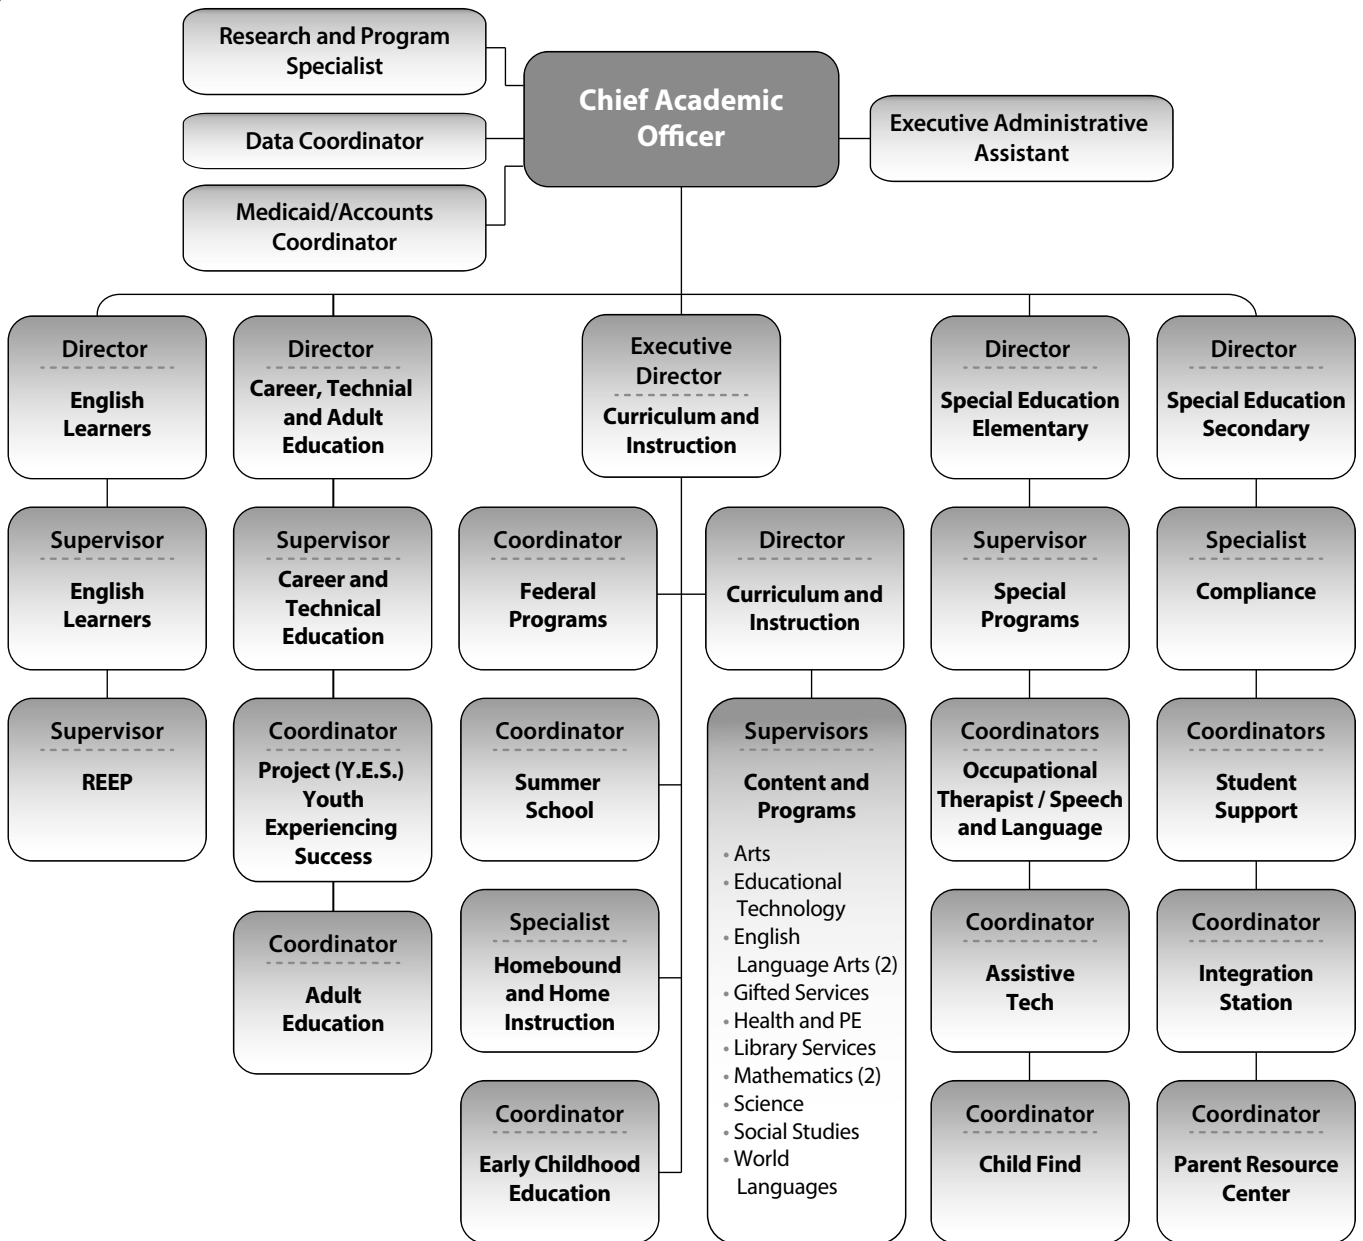 Research and Program
Specialist
Chief Academic
Officer
Data Coordinator
Executive Administrative
Assistant
Medicaid/Accounts
Coordinator
Director
English
Learners
Director
Career, Technial
and Adult
Education
Executive
Director
Curriculum and
Instruction
Director
Special Education
Elementary
Director
Special Education
Secondary
Supervisor
English
Learners
Supervisor
Career and
Technical
Education
Coordinator
Federal
Programs
Director
Curriculum and
Instruction
Supervisor
Special
Programs
Specialist
Compliance
Supervisor
REEP
Coordinator
Project (Y.E.S.)
Youth
Experiencing
Success
Coordinator
Summer
School
Supervisors
Content and
Programs
• Arts
• Educational
Technology
• English
Language Arts (2)
• Gifted Services
• Health and PE
• Library Services
• Mathematics (2)
• Science
• Social Studies
• World
Languages
Coordinators
Occupational
Therapist / Speech
and Language
Coordinators
Student
Support
Coordinator
Adult
Education
Specialist
Homebound
and Home
Instruction
Coordinator
Assistive
Tech
Coordinator
Integration
Station
Coordinator
Early Childhood
Education
Coordinator
Child Find
Coordinator
Parent Resource
Center